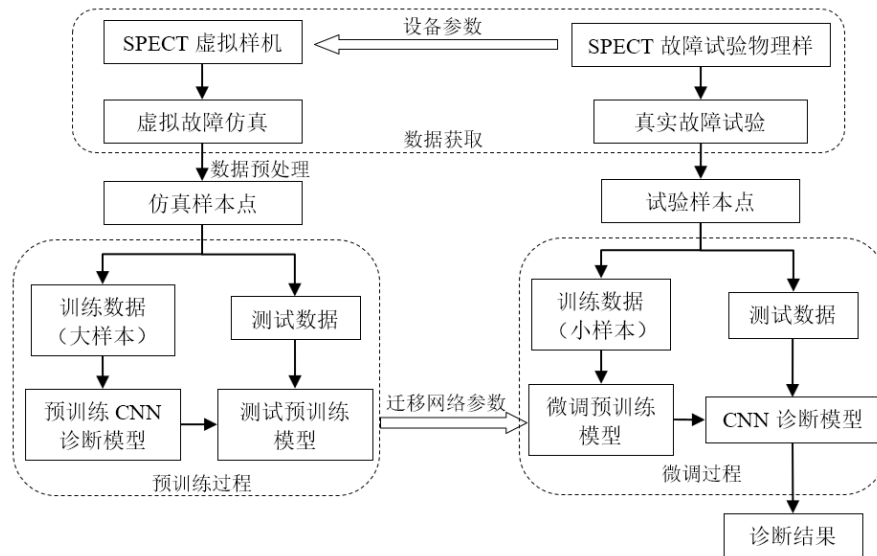 设备参数
SPECT 虚拟样机
SPECT 故障试验物理样
虚拟故障仿真
真实故障试验
数据获取
数据预处理
仿真样本点
试验样本点
训练数据
（大样本）
测试数据
训练数据
（小样本）
测试数据
预训练 CNN
诊断模型
测试预训练
模型
迁移网络参数
微调预训练
模型
CNN 诊断模型
预训练过程
微调过程
诊断结果